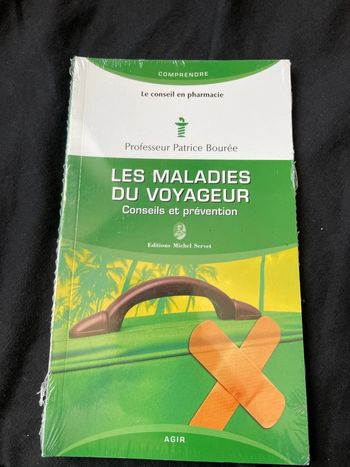 COMPRENDRE
Le conseil en pharmacie
Professeur Patrice Bourée
LES MALADIES
DU VOYAGEUR
Conseils et prévention
Editions Michel Servet
AGIR